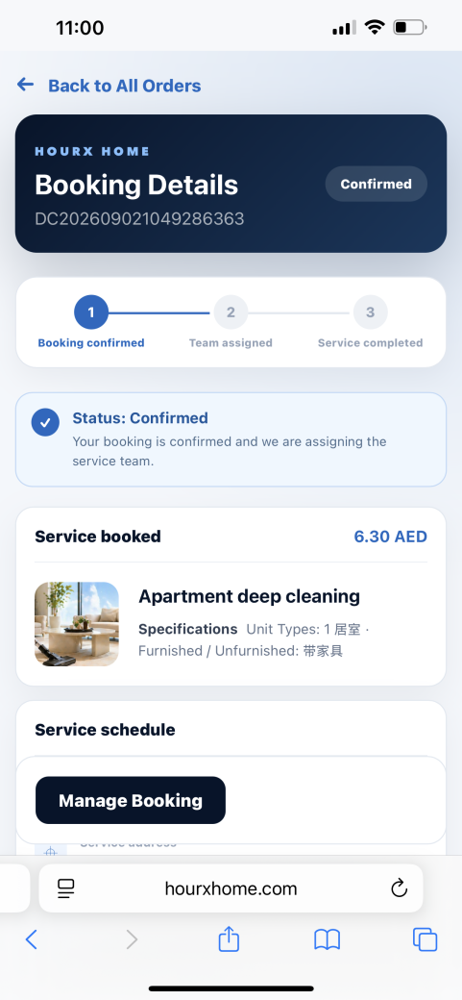 11:00
Back to All Orders
HOURX HOME
Booking Details
Confirmed
DC202609021049286363
1
2
3
Booking confirmed
Team assigned
Service completed
Status: Confirmed
Your booking is confirmed and we are assigning the
service team.
Service booked
6.30 AED
Apartment deep cleaning
Specifications Unit Types: 1 居室 ·
Furnished / Unfurnished: 带家具
Service schedule
Manage Booking
Service address
hourxhome.com